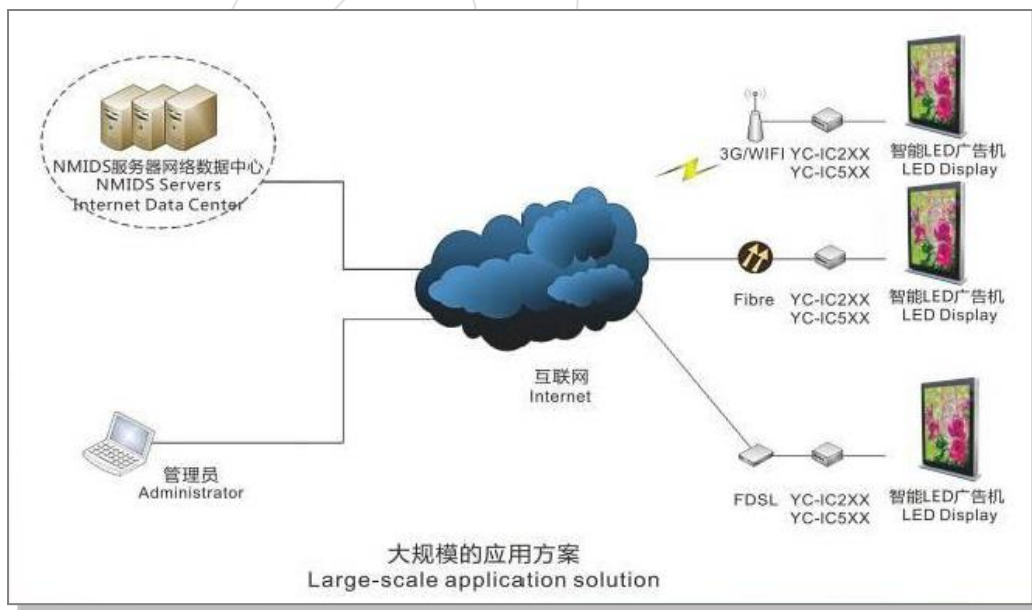 NMIDS服务器网络数据中心
NMIDS Servers
Internet Data Center
3G/WIFI YC-IC2XX
YC-IC5XX
智能LED广告机
LED Display
Fibre YC-IC2XX
YC-IC5XX
智能LED广告机
LED Display
互联网
Internet
管理员
Administrator
FDSL YC-IC2XX
YC-IC5XX
智能LED广告机
LED Display
大规模的应用方案
Large-scale application solution